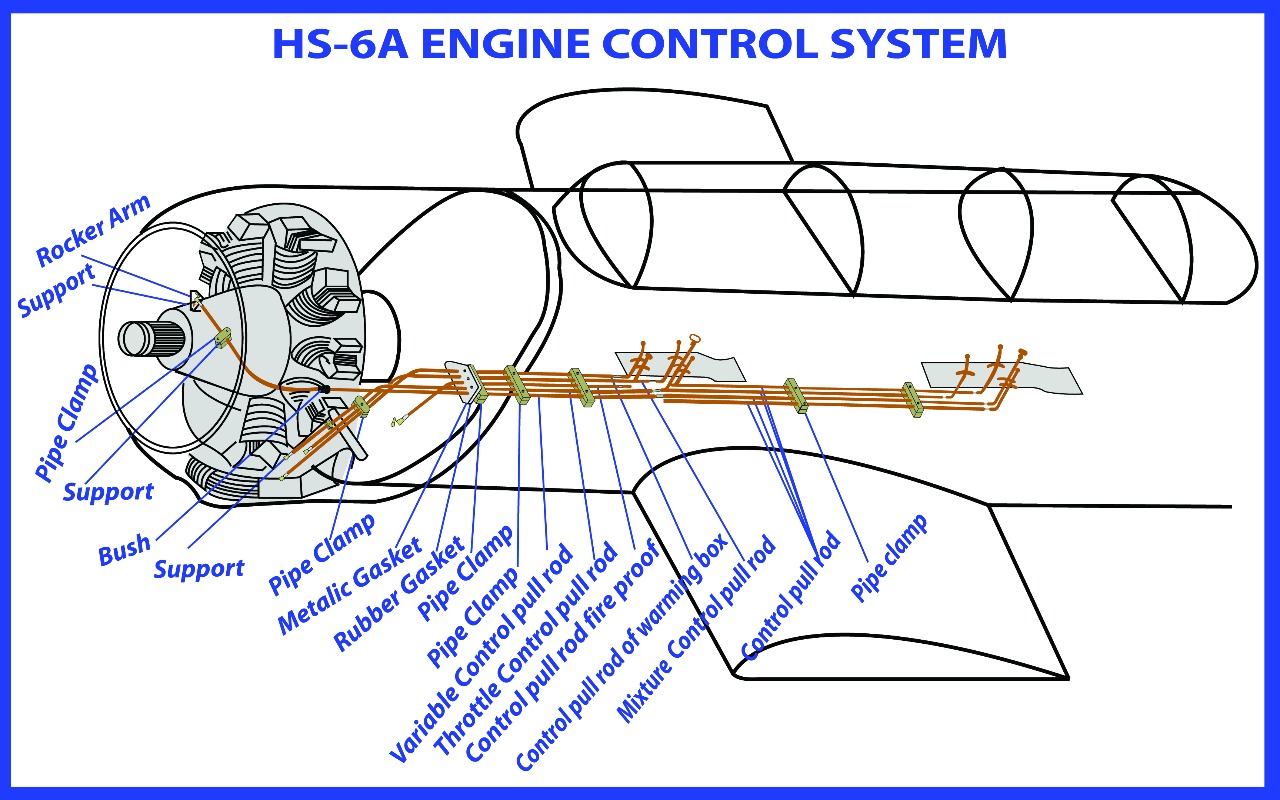 HS-6A ENGINE CONTROL SYSTEM
Rocker Arm
Support
Pipe Clamp
Support
Bush
Support
Pipe Clamp
Metalic Gasket
Rubber Gasket
Pipe Clamp
Pipe Clamp
Variable Control pull rod
Throttle Control pull rod
Control pull rod fire proof
Control pull rod of warming box
Mixture Control pull rod
Control pull rod
Pipe clamp